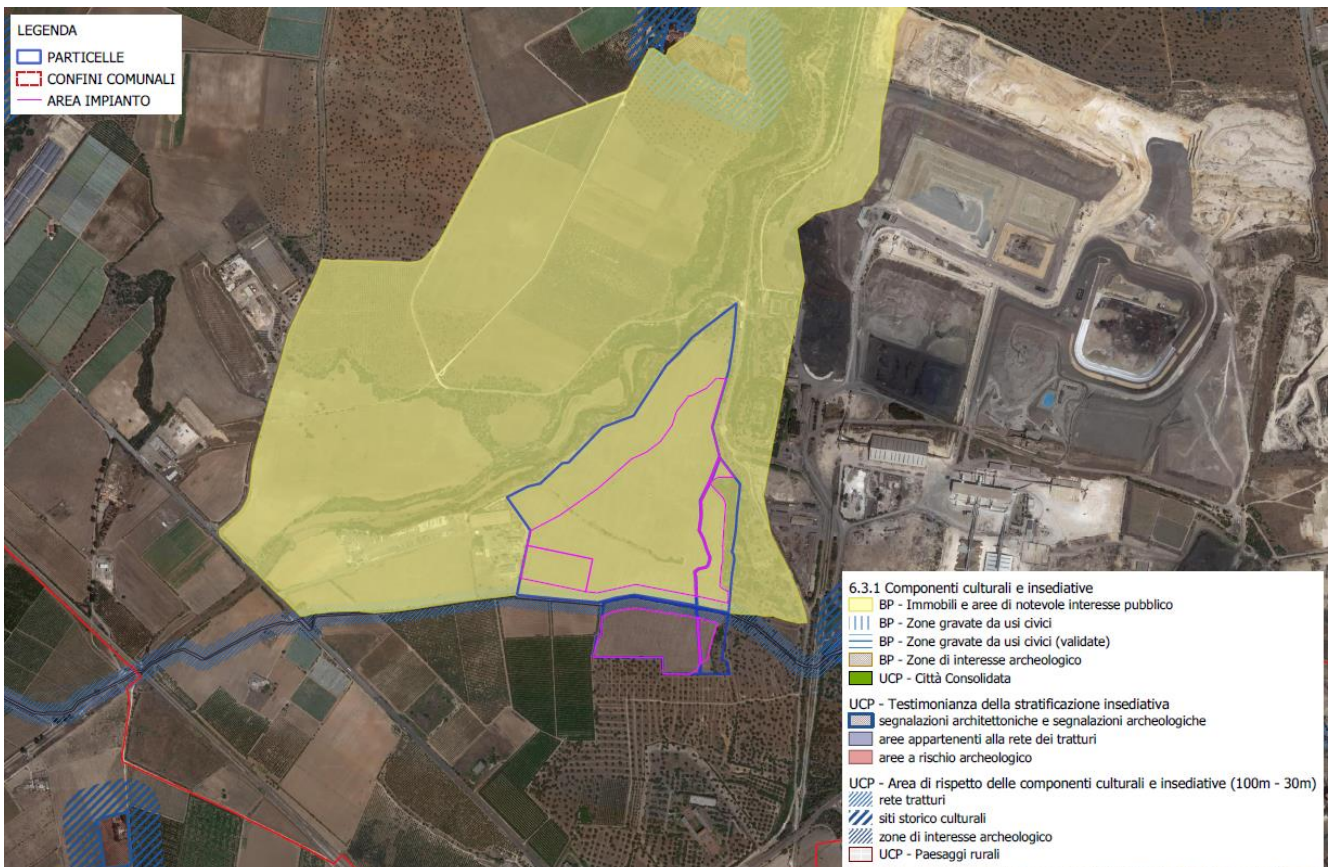 LEGENDA
PARTICELLE
CONFINI COMUNALI
AREA IMPIANTO
6.3.1 Componenti culturali e insediative
BP - Immobili e aree di notevole interesse pubblico
BP - Zone gravate da usi civici
BP - Zone gravate da usi civici (validate)
BP - Zone di interesse archeologico
UCP - Città Consolidata
UCP - Testimonianza della stratificazione insediativa
segnalazioni architettoniche e segnalazioni archeologiche
aree appartenenti alla rete dei tratturi
aree a rischio archeologico
UCP - Area di rispetto delle componenti culturali e insediative (100m - 30m)
rete tratturi
siti storico culturali
zone di interesse archeologico
UCP - Paesaggi rurali